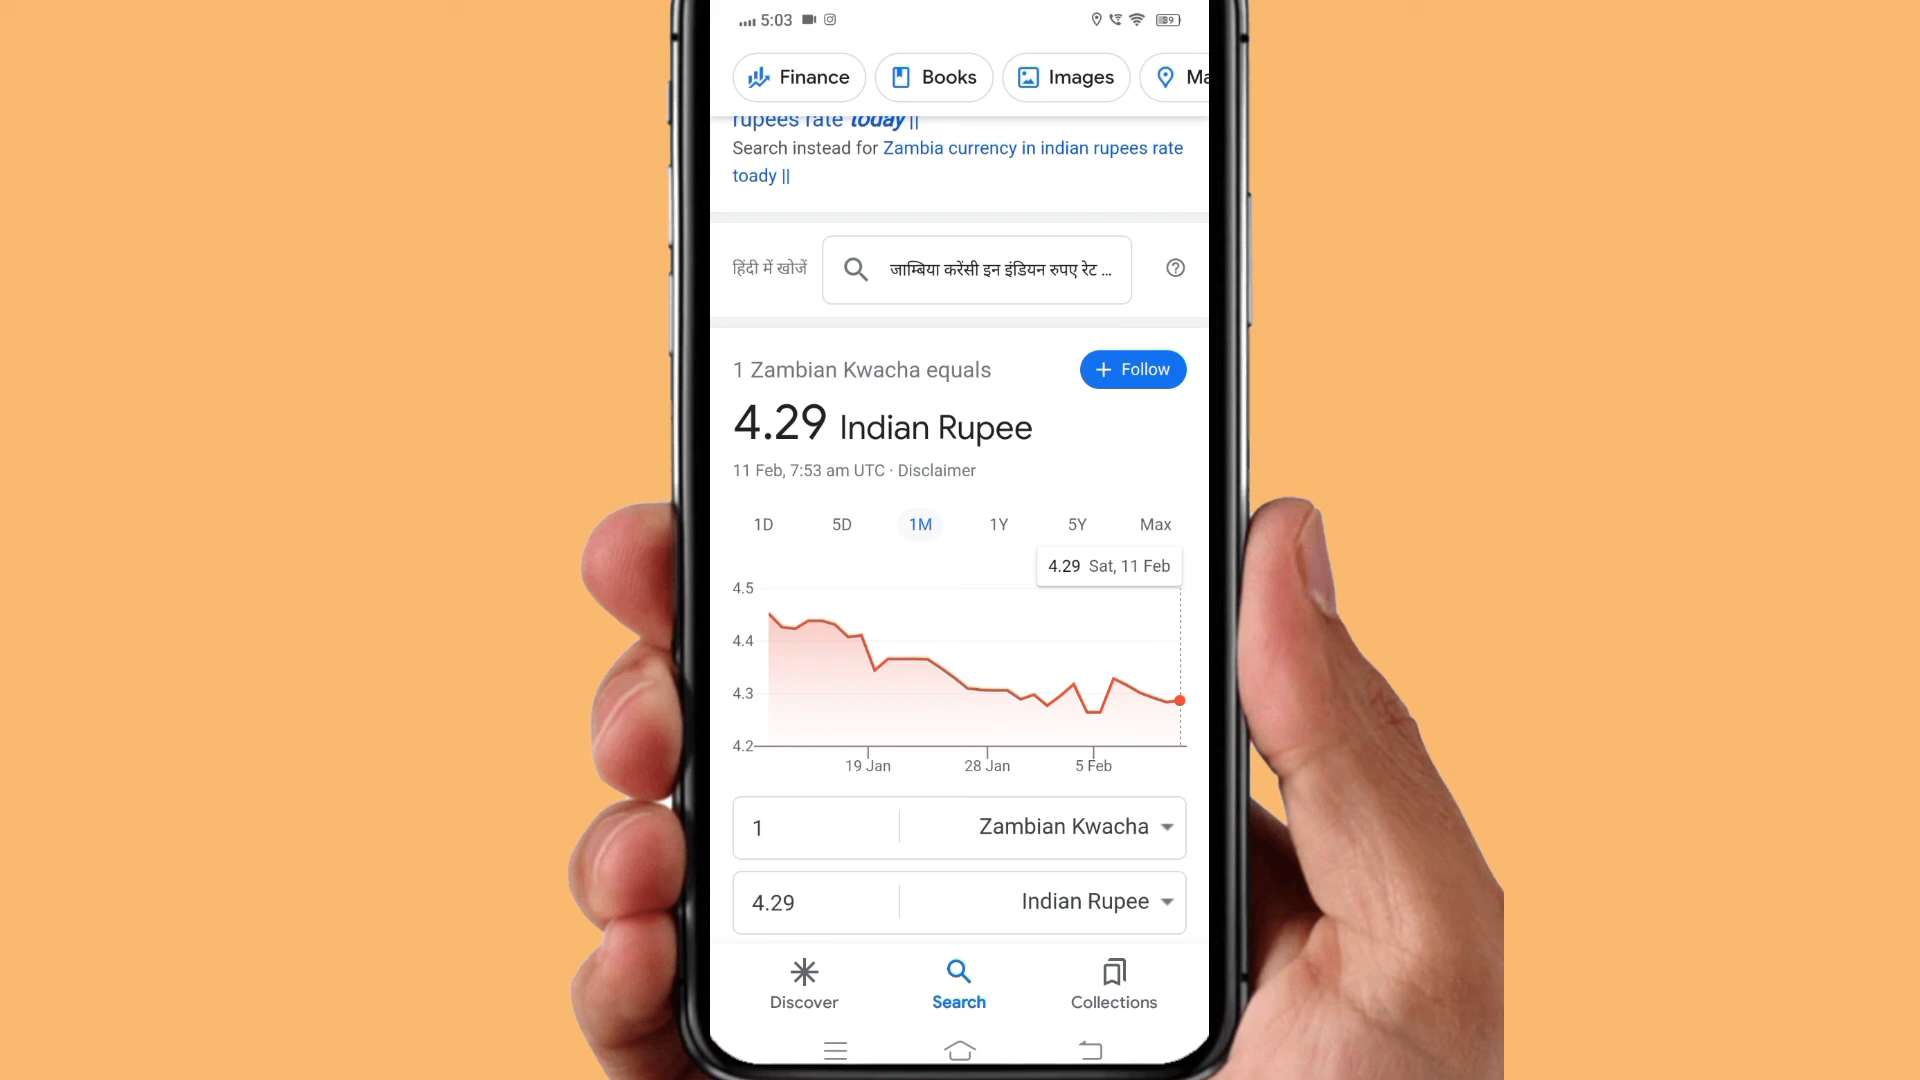 5:03
39
Finance Books Images Ma
rupees rate today ||
Search instead for Zambia currency in indian rupees rate
toady ||
हिंदी में खोजें जाम्बिया करेंसी इन इंडियन रुपए रेट ...
1 Zambian Kwacha equals
+ Follow
4.29 Indian Rupee
11 Feb, 7:53 am UTC · Disclaimer
1D 5D 1M 1Y 5Y Max
4.29 Sat, 11 Feb
4.5
4.4
4.3
4.2
19 Jan 28 Jan 5 Feb
1 Zambian Kwacha
4.29 Indian Rupee
Discover Search Collections